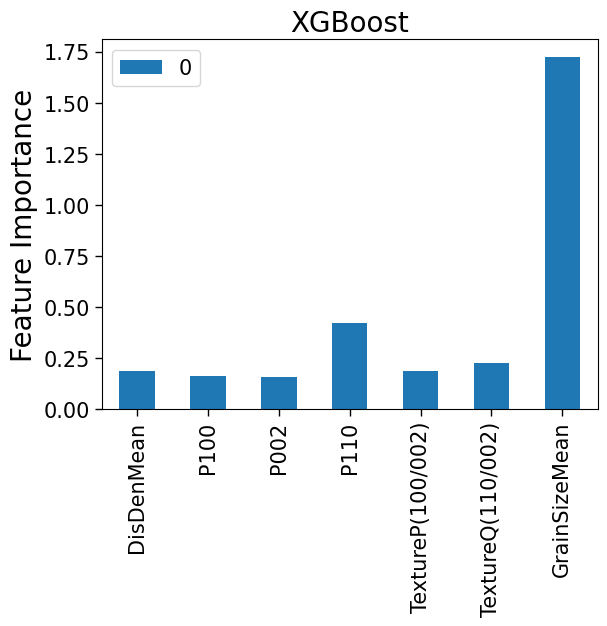 XGBoost
0
Feature Importance
1.75
1.50
1.25
1.00
0.75
0.50
0.25
0.00
DisDenMean
P100
P002
P110
TextureP(100/002)
TextureQ(110/002)
GrainSizeMean